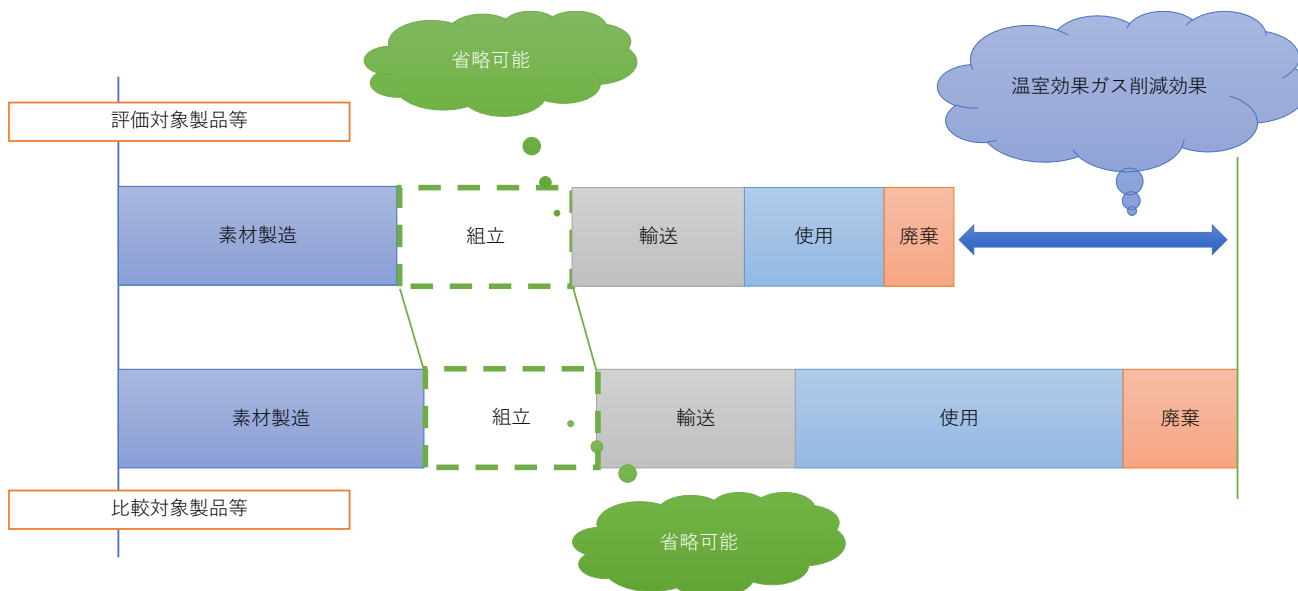 省略可能
温室効果ガス削減効果
評価対象製品等
素材製造
組立
輸送
使用
廃棄
素材製造
組立
輸送
使用
廃棄
比較対象製品等
省略可能